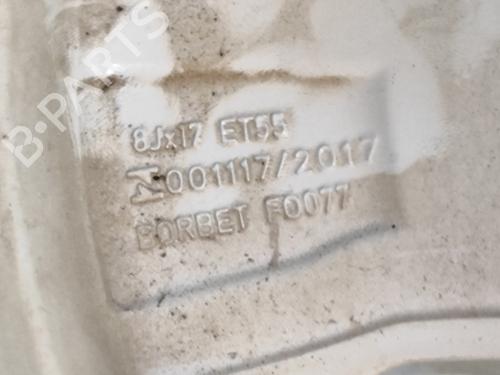 B-PARTS
8Jx17 ET55
001117/2017
BORBET F0077